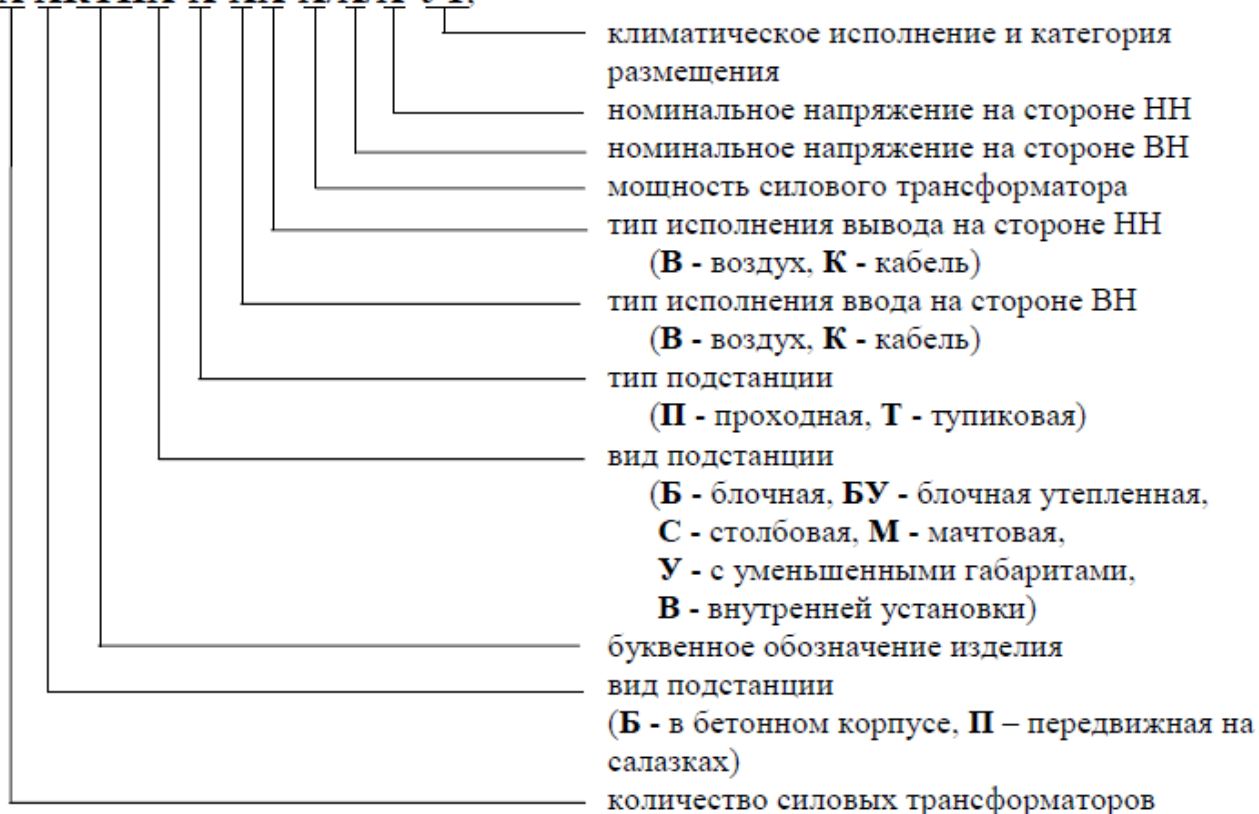 климатическое исполнение и категория
размещения
номинальное напряжение на стороне НН
номинальное напряжение на стороне ВН
мощность силового трансформатора
тип исполнения вывода на стороне НН
(В - воздух, К - кабель)
тип исполнения ввода на стороне ВН
(В - воздух, К - кабель)
тип подстанции
(П - проходная, Т - тупиковая)
вид подстанции
(Б - блочная, БУ - блочная утепленная,
С - столбовая, М - мачтовая,
У - с уменьшенными габаритами,
В - внутренней установки)
буквенное обозначение изделия
вид подстанции
(Б - в бетонном корпусе, П – передвижная на
салазках)
количество силовых трансформаторов